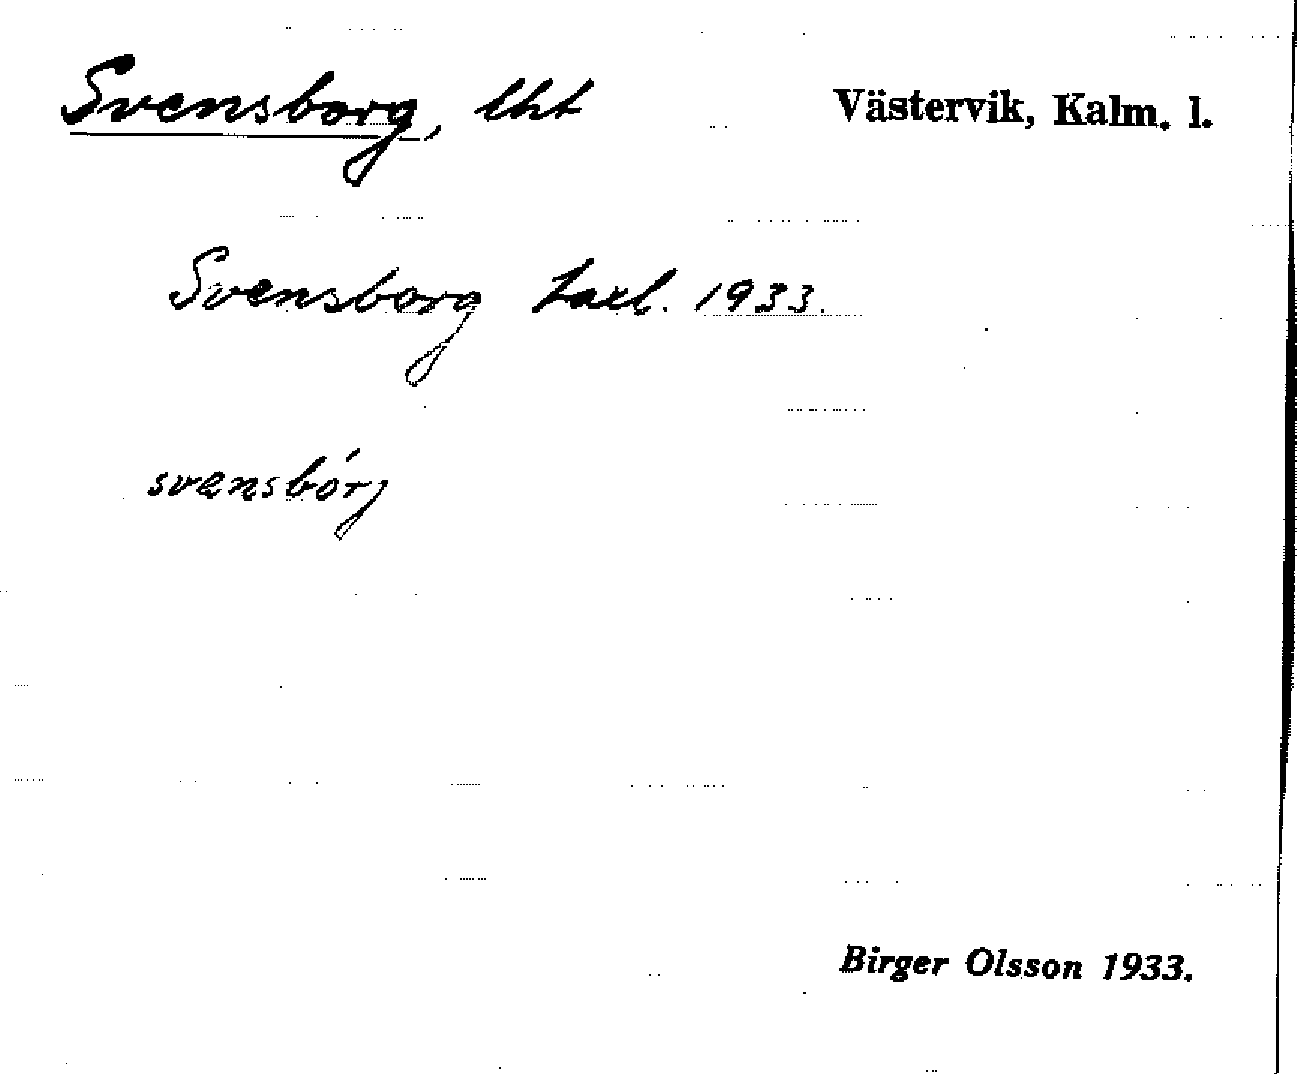 Svensborg, lht
Västervik, Kalm. l.
Svensborg taxl. 1933.
svensbórj
Birger Olsson 1933.